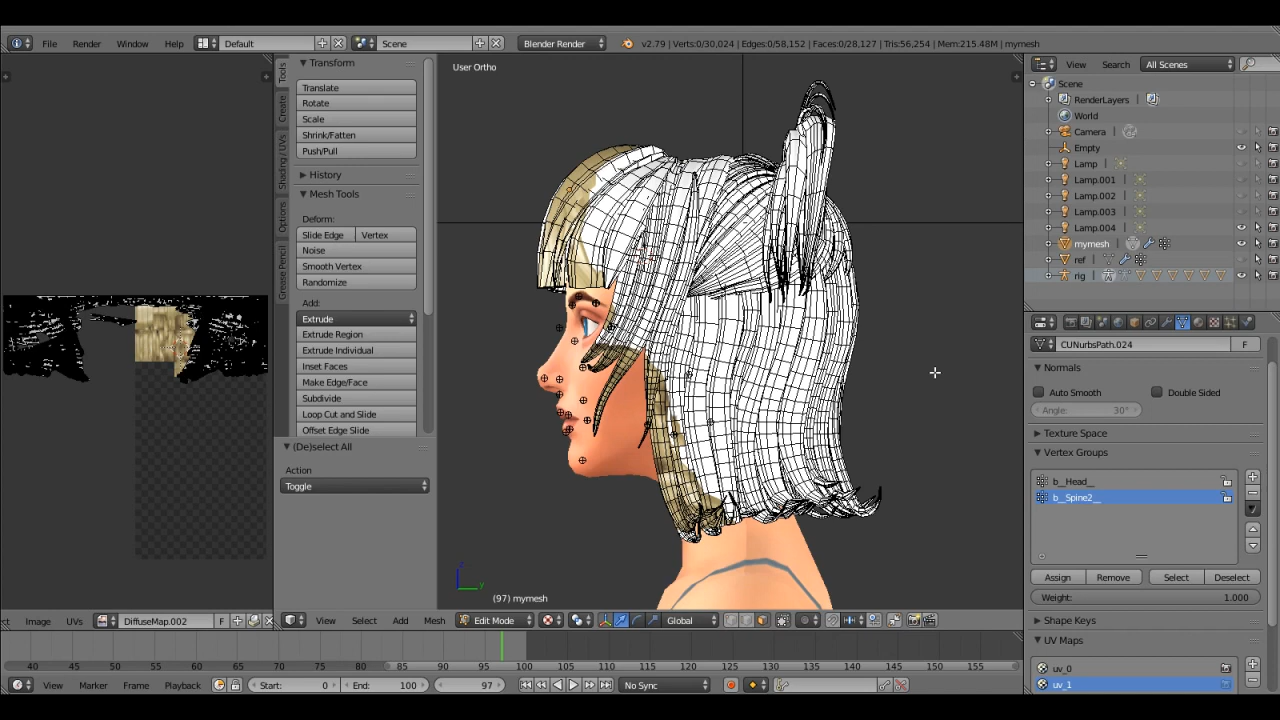 File Render Window Help Default Scene Blender Render v2.79 | Verts:0/30,024 | Edges:0/58,152 | Faces:0/28,127 | Tris:56,254 | Mem:215.48M | mymesh
Tools
Create
Shading / UVs
Options
Grease Pencil
Transform
Translate
Rotate
Scale
Shrink/Fatten
Push/Pull
History
Mesh Tools
Deform:
Slide Edge Vertex
Noise
Smooth Vertex
Randomize
Add:
Extrude
Extrude Region
Extrude Individual
Inset Faces
Make Edge/Face
Subdivide
Loop Cut and Slide
Offset Edge Slide
(De)select All
Action
Toggle
User Ortho
(97) mymesh
View Search All Scenes
Scene
RenderLayers |
World
Camera |
Empty
Lamp |
Lamp.001 |
Lamp.002 |
Lamp.003 |
Lamp.004 |
mymesh |
ref |
rig |
CUNurbsPath.024 F
Normals
Auto Smooth Double Sided
Angle: 30°
Texture Space
Vertex Groups
b__Head__
b__Spine2__
Assign Remove Select Deselect
Weight: 1.000
Shape Keys
UV Maps
uv_0
uv_1
ct Image UVs DiffuseMap.002 F View Select Add Mesh Edit Mode Global
40 45 50 55 60 65 70 75 80 85 90 95 100 105 110 115 120 125 130 135 140 145 150 155
View Marker Frame Playback Start: 0 End: 100 97 No Sync